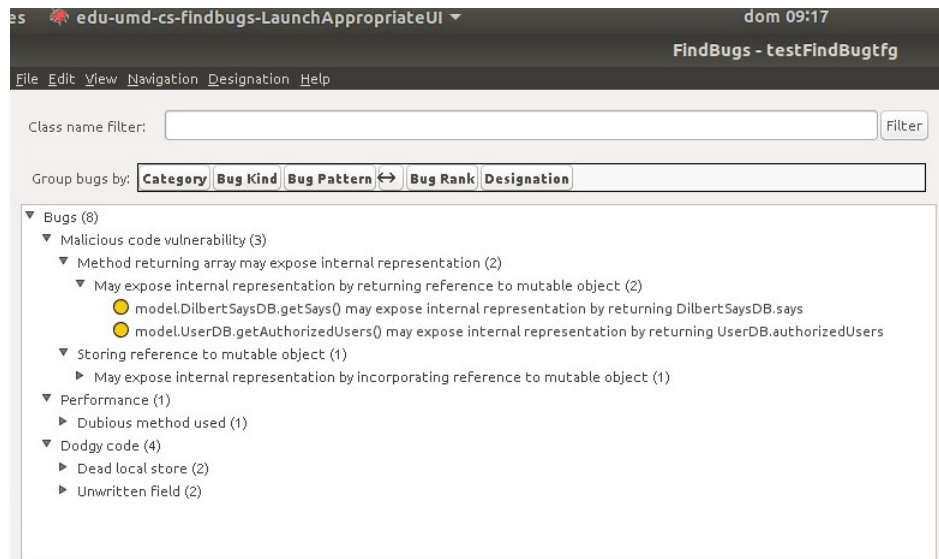 es edu-umd-cs-findbugs-LaunchAppropriateUI dom 09:17
FindBugs - testFindBugtfg
File Edit View Navigation Designation Help
Class name filter: Filter
Group bugs by: Category Bug Kind Bug Pattern ↔ Bug Rank Designation
Bugs (8)
Malicious code vulnerability (3)
Method returning array may expose internal representation (2)
May expose internal representation by returning reference to mutable object (2)
model.DilbertSaysDB.getSays() may expose internal representation by returning DilbertSaysDB.says
model.UserDB.getAuthorizedUsers() may expose internal representation by returning UserDB.authorizedUsers
Storing reference to mutable object (1)
May expose internal representation by incorporating reference to mutable object (1)
Performance (1)
Dubious method used (1)
Dodgy code (4)
Dead local store (2)
Unwritten field (2)